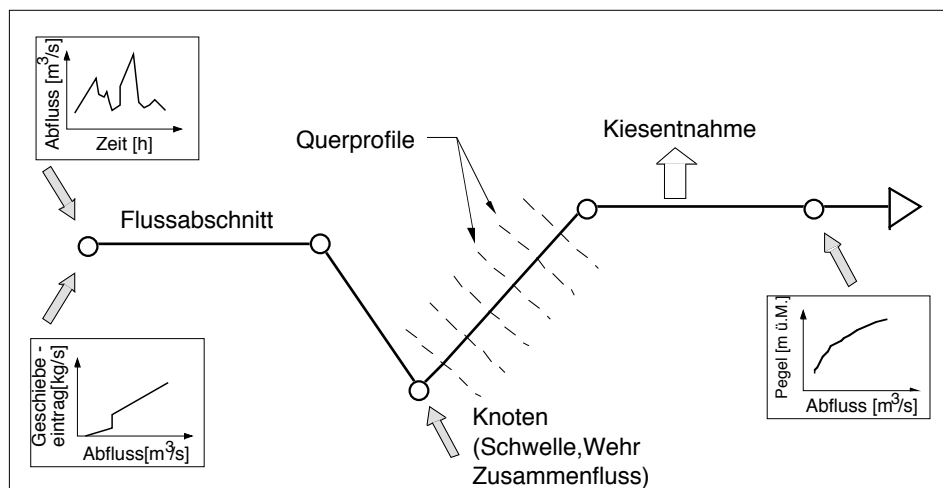 Abfluss [m³/s]
Zeit [h]
Querprofile
Kiesentnahme
Flussabschnitt
Geschiebe -
eintrag[kg/s]
Abfluss[m³/s]
Knoten
(Schwelle,Wehr
Zusammenfluss)
Pegel [m ü.M.]
Abfluss [m³/s]